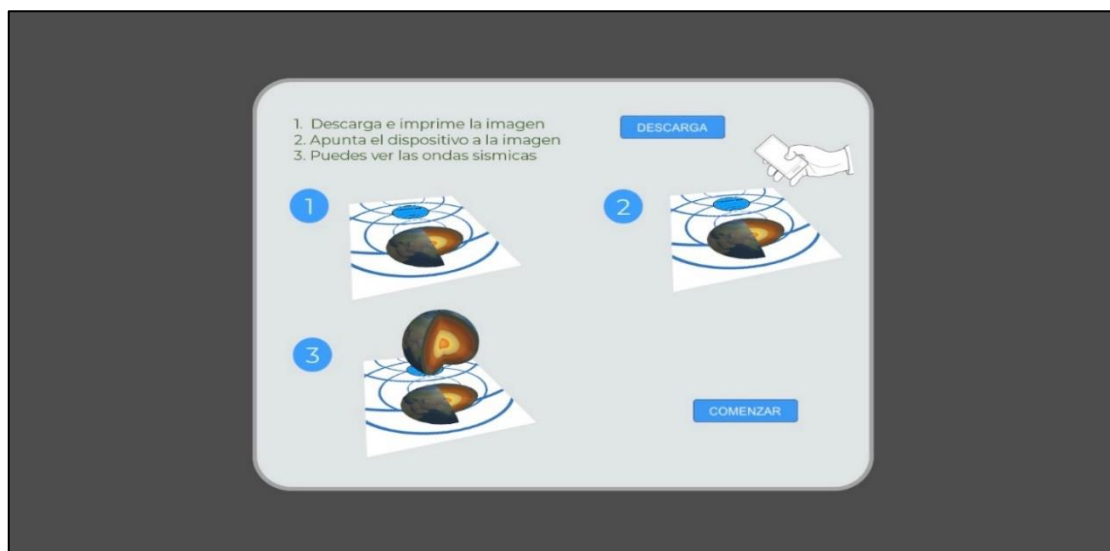 1. Descarga e imprime la imagen
2. Apunta el dispositivo a la imagen
3. Puedes ver las ondas sismicas
DESCARGA
1
2
3
COMENZAR